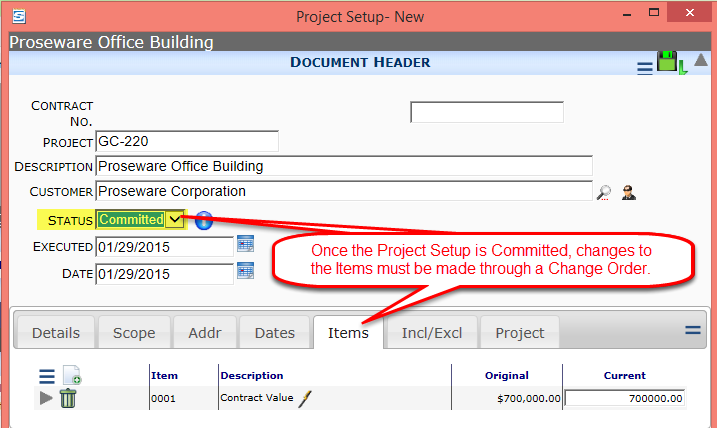 Project Setup- New
Proseware Office Building
DOCUMENT HEADER
CONTRACT
NO.
PROJECT GC-220
DESCRIPTION Proseware Office Building
CUSTOMER Proseware Corporation
STATUS Committed
EXECUTED 01/29/2015
DATE 01/29/2015
Once the Project Setup is Committed, changes to
the Items must be made through a Change Order.
Details Scope Addr Dates Items Incl/Excl Project
Item Description Original Current
0001 Contract Value $700,000.00 700000.00